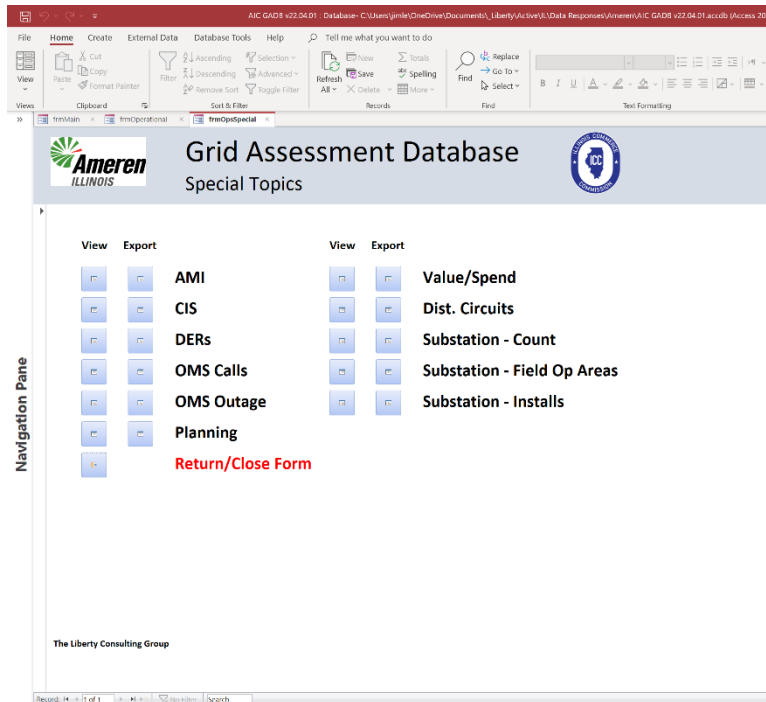 AIC GADB v22.04.01 : Database- C:\Users\jimle\OneDrive\Documents\_Liberty\Active\IL\Data Responses\Ameren\AIC GADB v22.04.01.accdb (Access 20
File Home Create External Data Database Tools Help Tell me what you want to do
View
Paste
Cut
Copy
Format Painter
Filter
Ascending
Descending
Remove Sort
Selection
Advanced
Toggle Filter
Refresh All
New
Save
Delete
Totals
Spelling
More
Find
Replace
Go To
Select
B I U A
Views Clipboard Sort & Filter Records Find Text Formatting
frmMain frmOperational frmOpsSpecial
Ameren
ILLINOIS
Grid Assessment Database
Special Topics
ILLINOIS COMMERCE
ICC
COMMISSION
View Export View Export
AMI Value/Spend
CIS Dist. Circuits
DERs Substation - Count
OMS Calls Substation - Field Op Areas
OMS Outage Substation - Installs
Planning
Return/Close Form
Navigation Pane
The Liberty Consulting Group
Record: 1 of 1 No Filter Search